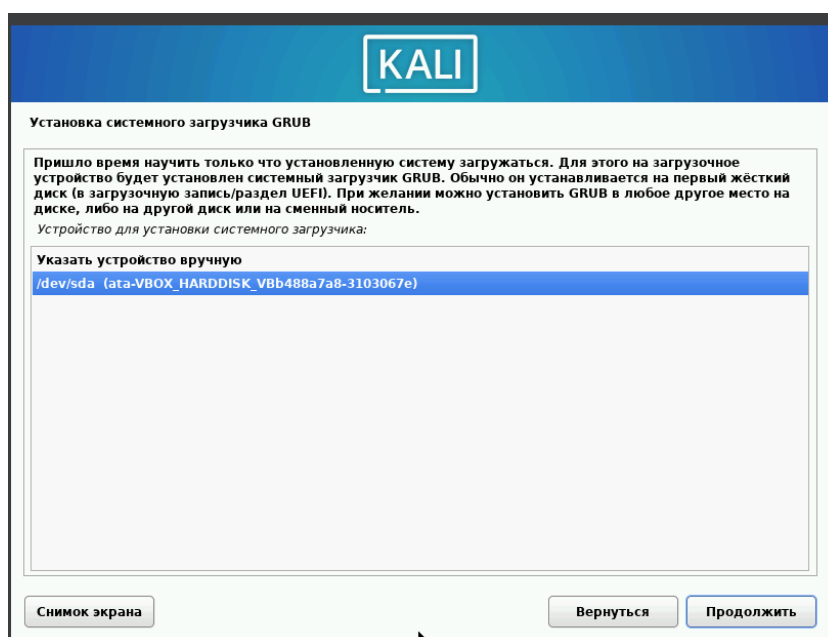 KALI
Установка системного загрузчика GRUB
Пришло время научить только что установленную систему загружаться. Для этого на загрузочное
устройство будет установлен системный загрузчик GRUB. Обычно он устанавливается на первый жёсткий
диск (в загрузочную запись/раздел UEFI). При желании можно установить GRUB в любое другое место на
диске, либо на другой диск или на сменный носитель.
Устройство для установки системного загрузчика:
Указать устройство вручную
/dev/sda (ata-VBOX_HARDDISK_VBb488a7a8-3103067e)
Снимок экрана
Вернуться
Продолжить